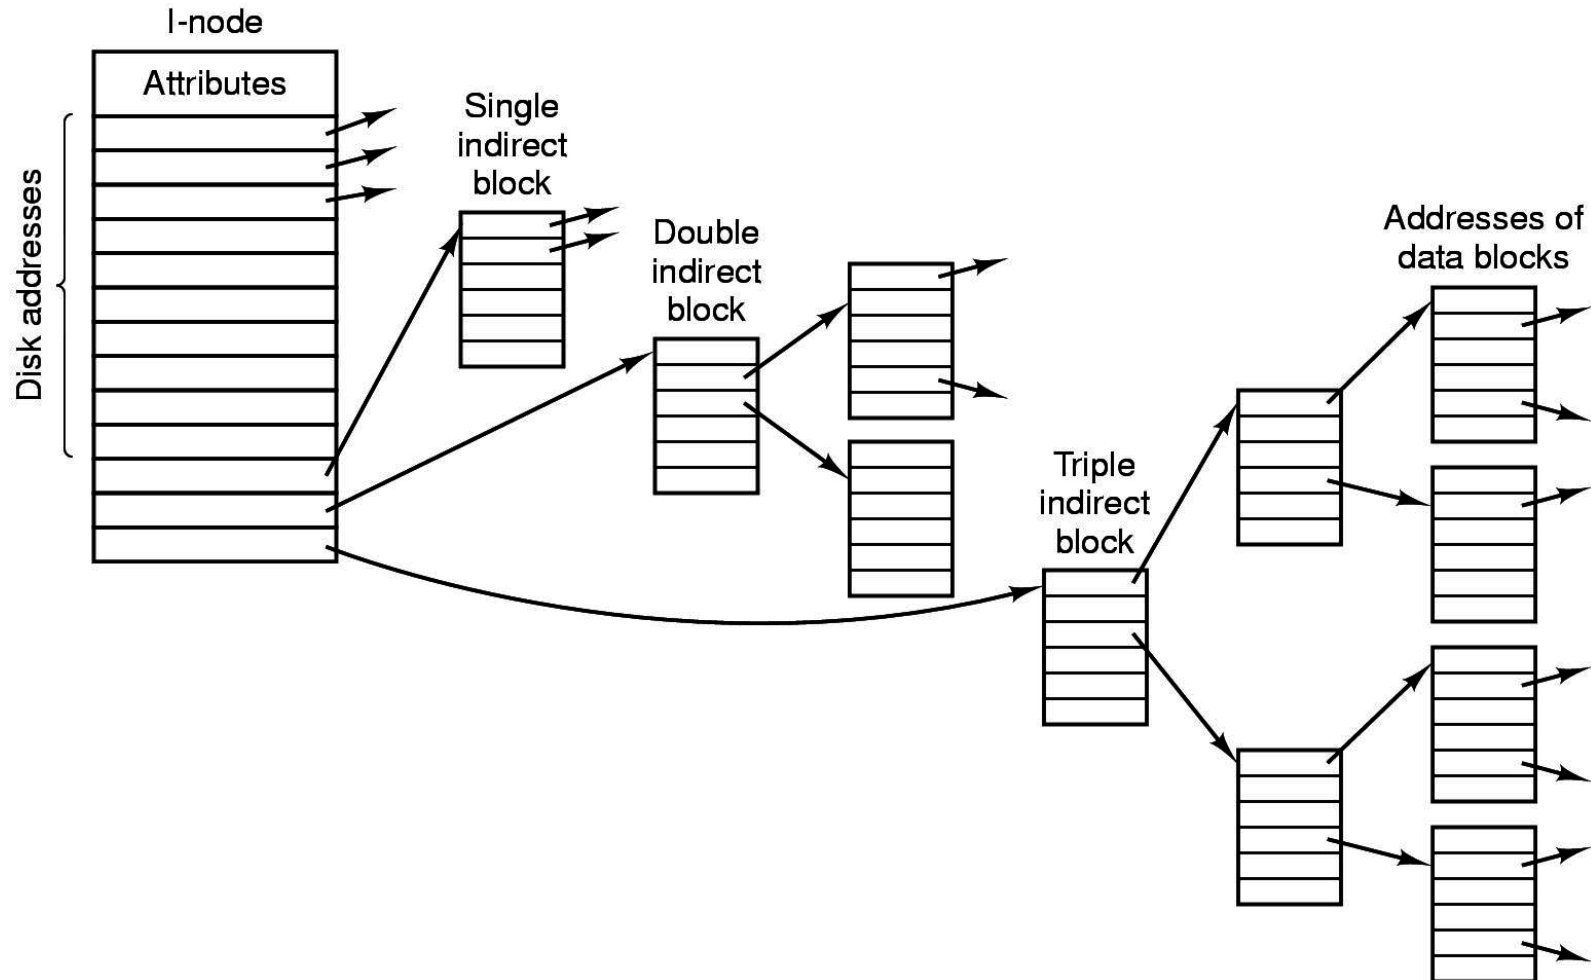 I-node
Attributes
Disk addresses
Single
indirect
block
Double
indirect
block
Triple
indirect
block
Addresses of
data blocks